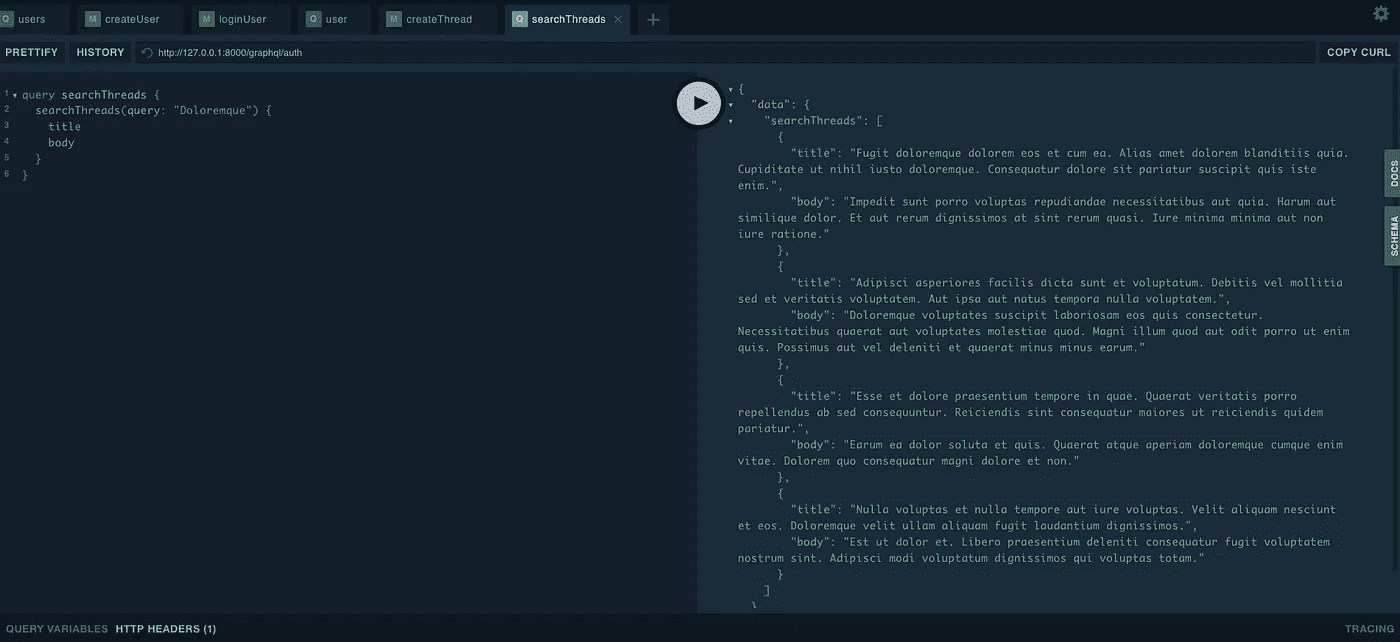 Q users M createUser M loginUser Q user M createThread Q searchThreads × +
PRETTIFY HISTORY http://127.0.0.1:8000/graphql/auth COPY CURL
1 query searchThreads {
2 searchThreads(query: "Doloremque") {
3 title
4 body
5 }
6 }
{
"data": {
"searchThreads": [
{
"title": "Fugit doloremque dolorem eos et cum ea. Alias amet dolorem blanditiis quia.
Cupiditate ut nihil iusto doloremque. Consequatur dolore sit pariatur suscipit quis iste
enim.",
"body": "Impedit sunt porro voluptas repudiandae necessitatibus aut quia. Harum aut
similique dolor. Et aut rerum dignissimos at sint rerum quasi. Iure minima minima aut non
iure ratione."
},
{
"title": "Adipisci asperiores facilis dicta sunt et voluptatum. Debitis vel mollitia
sed et veritatis voluptatem. Aut ipsa aut natus tempora nulla voluptatem.",
"body": "Doloremque voluptates suscipit laboriosam eos quis consectetur.
Necessitatibus quaerat aut voluptates molestiae quod. Magni illum quod aut odit porro ut enim
quis. Possimus aut vel deleniti et quaerat minus minus earum."
},
{
"title": "Esse et dolore praesentium tempore in quae. Quaerat veritatis porro
repellendus ab sed consequuntur. Reiciendis sint consequatur maiores ut reiciendis quidem
pariatur.",
"body": "Earum ea dolor soluta et quis. Quaerat atque aperiam doloremque cumque enim
vitae. Dolorem quo consequatur magni dolore et non."
},
{
"title": "Nulla voluptas et nulla tempore aut iure voluptas. Velit aliquam nesciunt
et eos. Doloremque velit ullam aliquam fugit laudantium dignissimos.",
"body": "Est ut dolor et. Libero praesentium deleniti consequatur fugit voluptatem
nostrum sint. Adipisci modi voluptatum dignissimos qui voluptas totam."
}
]
DOCS
SCHEMA
QUERY VARIABLES HTTP HEADERS (1) TRACING